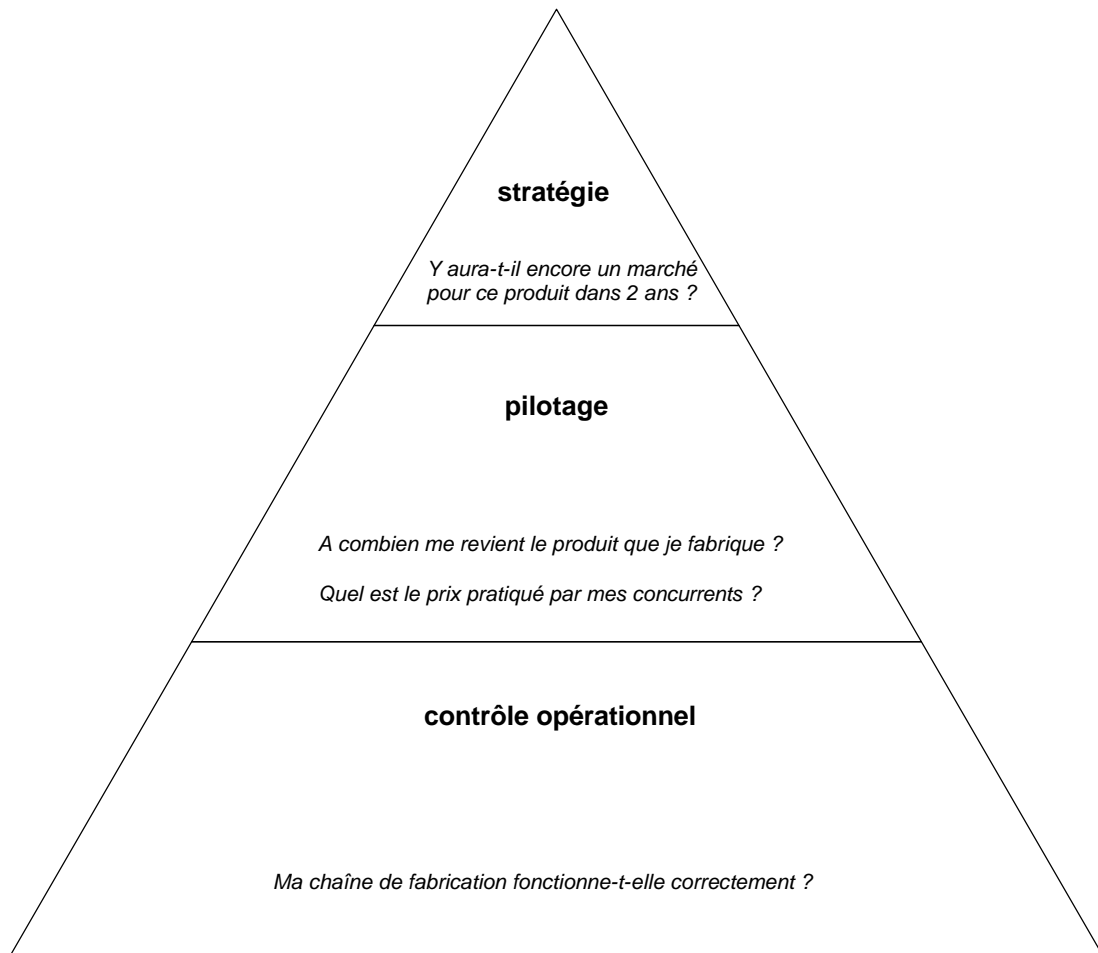 stratégie
Y aura-t-il encore un marché
pour ce produit dans 2 ans ?
pilotage
A combien me revient le produit que je fabrique ?
Quel est le prix pratiqué par mes concurrents ?
contrôle opérationnel
Ma chaîne de fabrication fonctionne-t-elle correctement ?